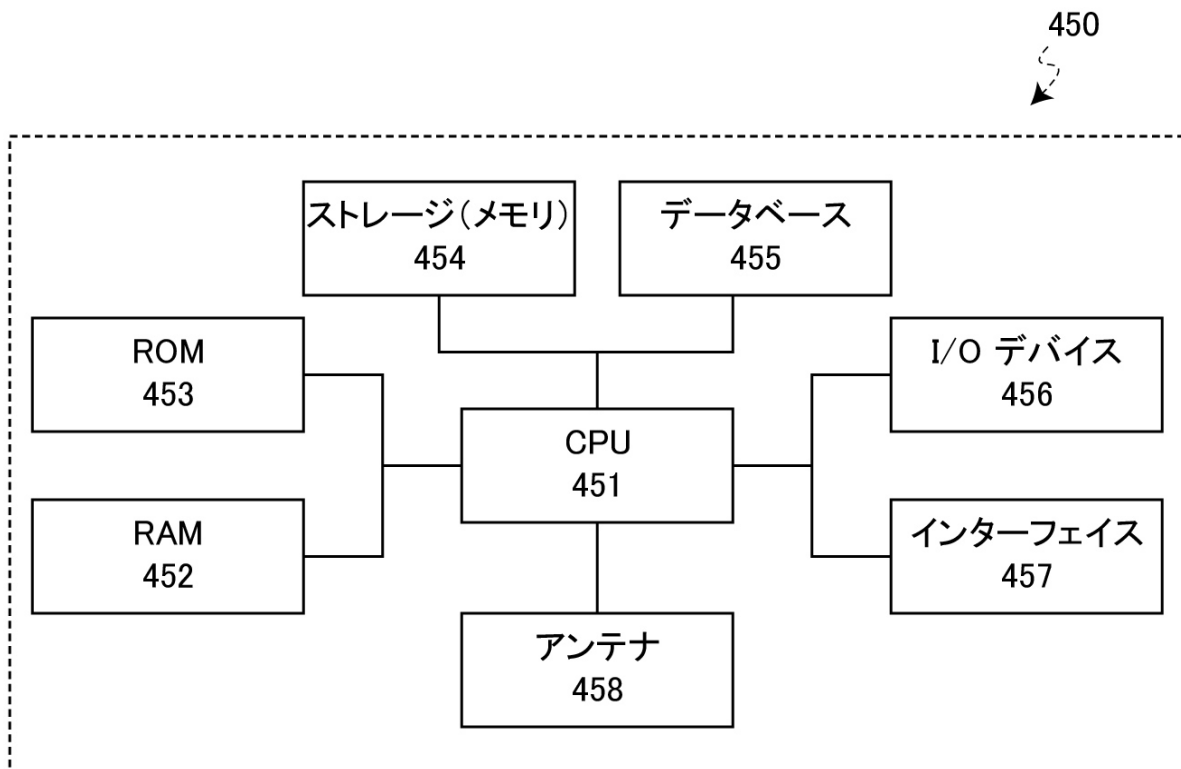 450
ストレージ(メモリ)
454
データベース
455
ROM
453
I/O デバイス
456
CPU
451
RAM
452
インターフェイス
457
アンテナ
458